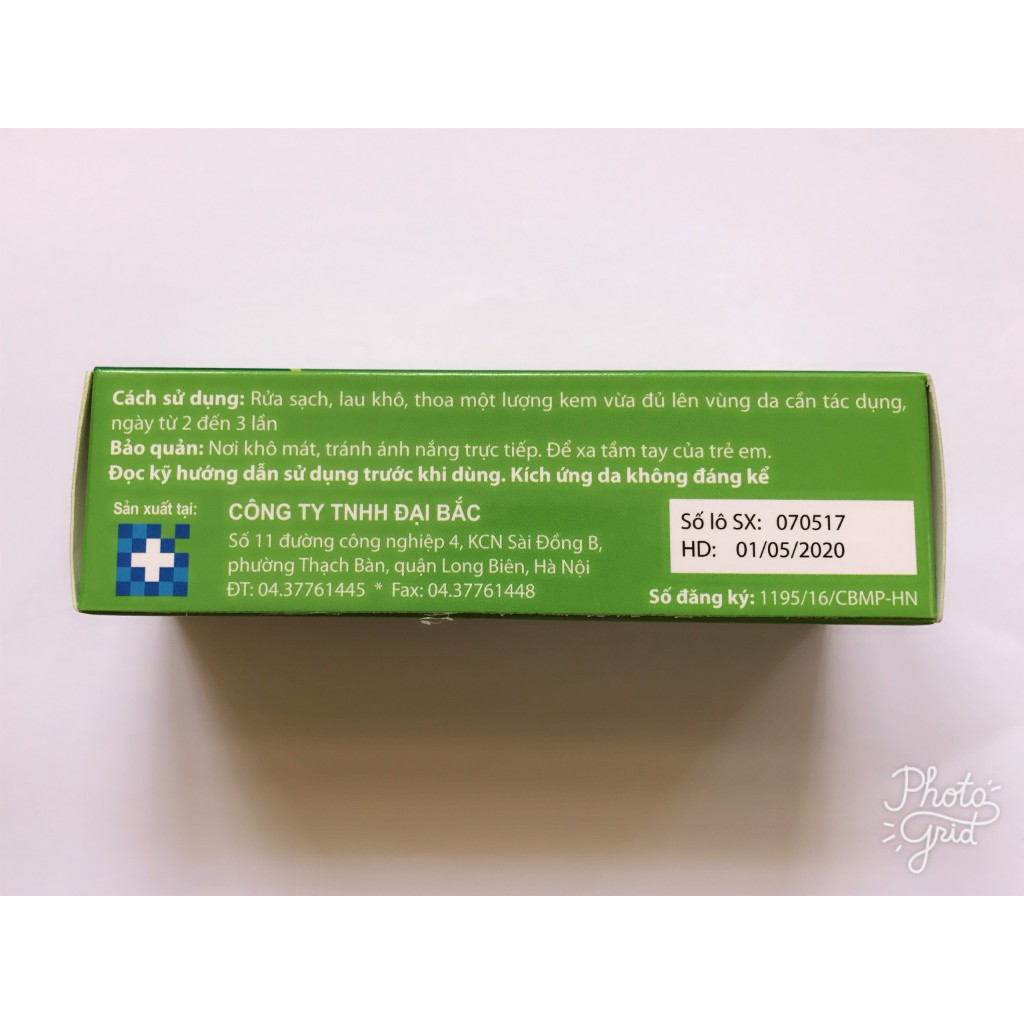 Cách sử dụng: Rửa sạch, lau khô, thoa một lượng kem vừa đủ lên vùng da cần tác dụng,
ngày từ 2 đến 3 lần
Bảo quản: Nơi khô mát, tránh ánh nắng trực tiếp. Để xa tầm tay của trẻ em.
Đọc kỹ hướng dẫn sử dụng trước khi dùng. Kích ứng da không đáng kể
Sản xuất tại:
CÔNG TY TNHH ĐẠI BẮC
Số 11 đường công nghiệp 4, KCN Sài Đồng B,
phường Thạch Bàn, quận Long Biên, Hà Nội
ĐT: 04.37761445 * Fax: 04.37761448
Số lô SX: 070517
HD: 01/05/2020
Số đăng ký: 1195/16/CBMP-HN
Photo
grid